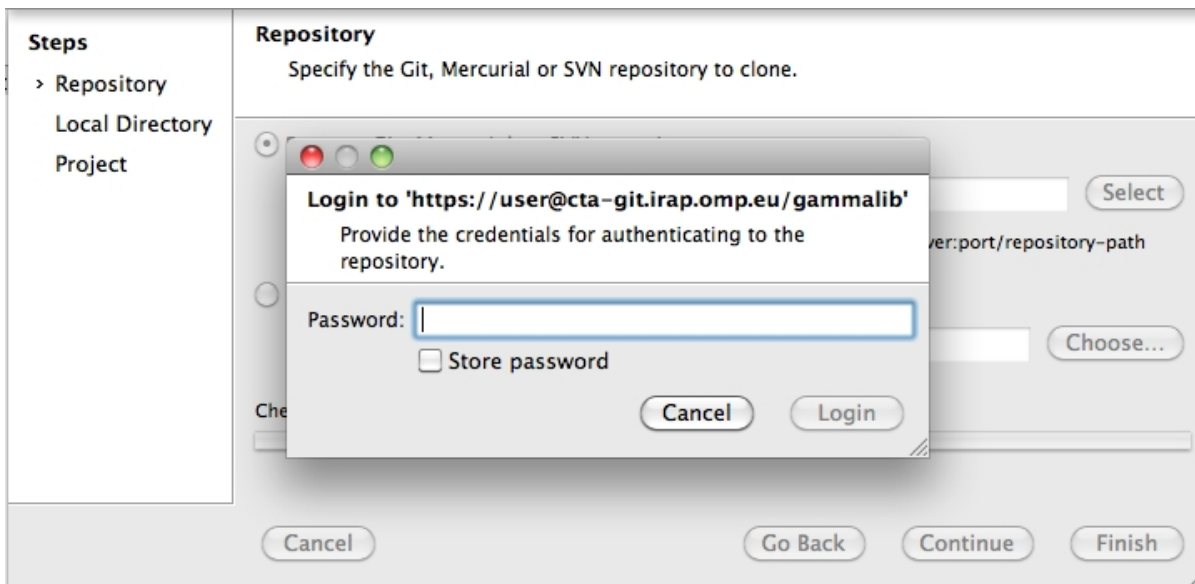 Steps
› Repository
Local Directory
Project
Repository
Specify the Git, Mercurial or SVN repository to clone.
Select
ver:port/repository-path
Choose...
Che
Login to 'https://user@cta-git.irap.omp.eu/gammalib'
Provide the credentials for authenticating to the
repository.
Password:
Store password
Cancel
Login
Cancel
Go Back
Continue
Finish